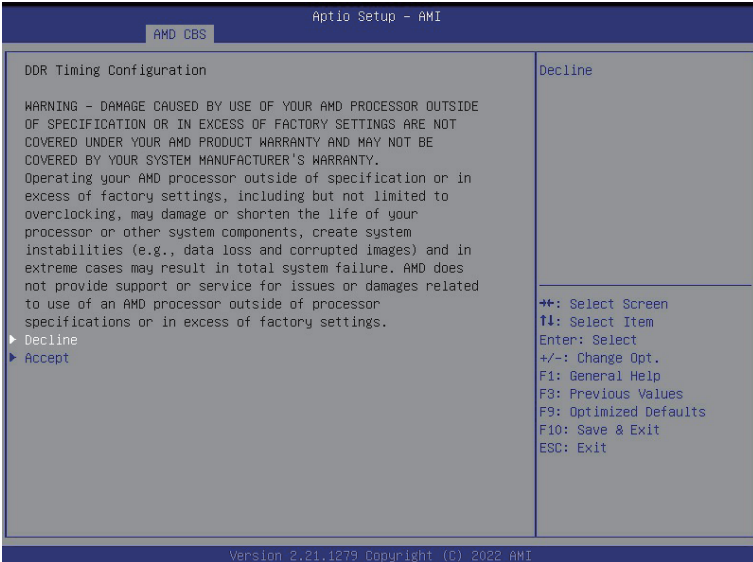 Aptio Setup – AMI
AMD CBS
DDR Timing Configuration
WARNING – DAMAGE CAUSED BY USE OF YOUR AMD PROCESSOR OUTSIDE
OF SPECIFICATION OR IN EXCESS OF FACTORY SETTINGS ARE NOT
COVERED UNDER YOUR AMD PRODUCT WARRANTY AND MAY NOT BE
COVERED BY YOUR SYSTEM MANUFACTURER'S WARRANTY.
Operating your AMD processor outside of specification or in
excess of factory settings, including but not limited to
overclocking, may damage or shorten the life of your
processor or other system components, create system
instabilities (e.g., data loss and corrupted images) and in
extreme cases may result in total system failure. AMD does
not provide support or service for issues or damages related
to use of an AMD processor outside of processor
specifications or in excess of factory settings.
▶ Decline
▶ Accept
Decline
→←: Select Screen
↑↓: Select Item
Enter: Select
+/-: Change Opt.
F1: General Help
F3: Previous Values
F9: Optimized Defaults
F10: Save & Exit
ESC: Exit
Version 2.21.1279 Copyright (C) 2022 AMI